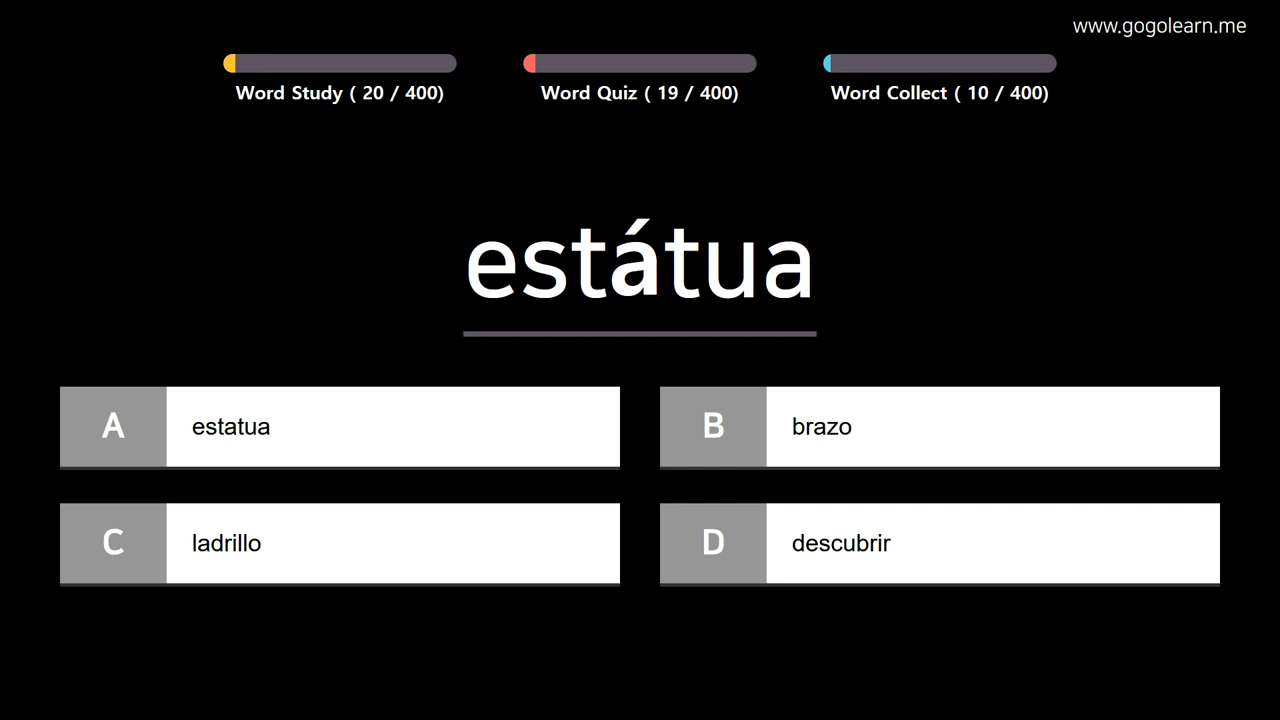 www.gogolearn.me
Word Study ( 20 / 400)
Word Quiz ( 19 / 400)
Word Collect ( 10 / 400)
estátua
A estatua
B brazo
C ladrillo
D descubrir